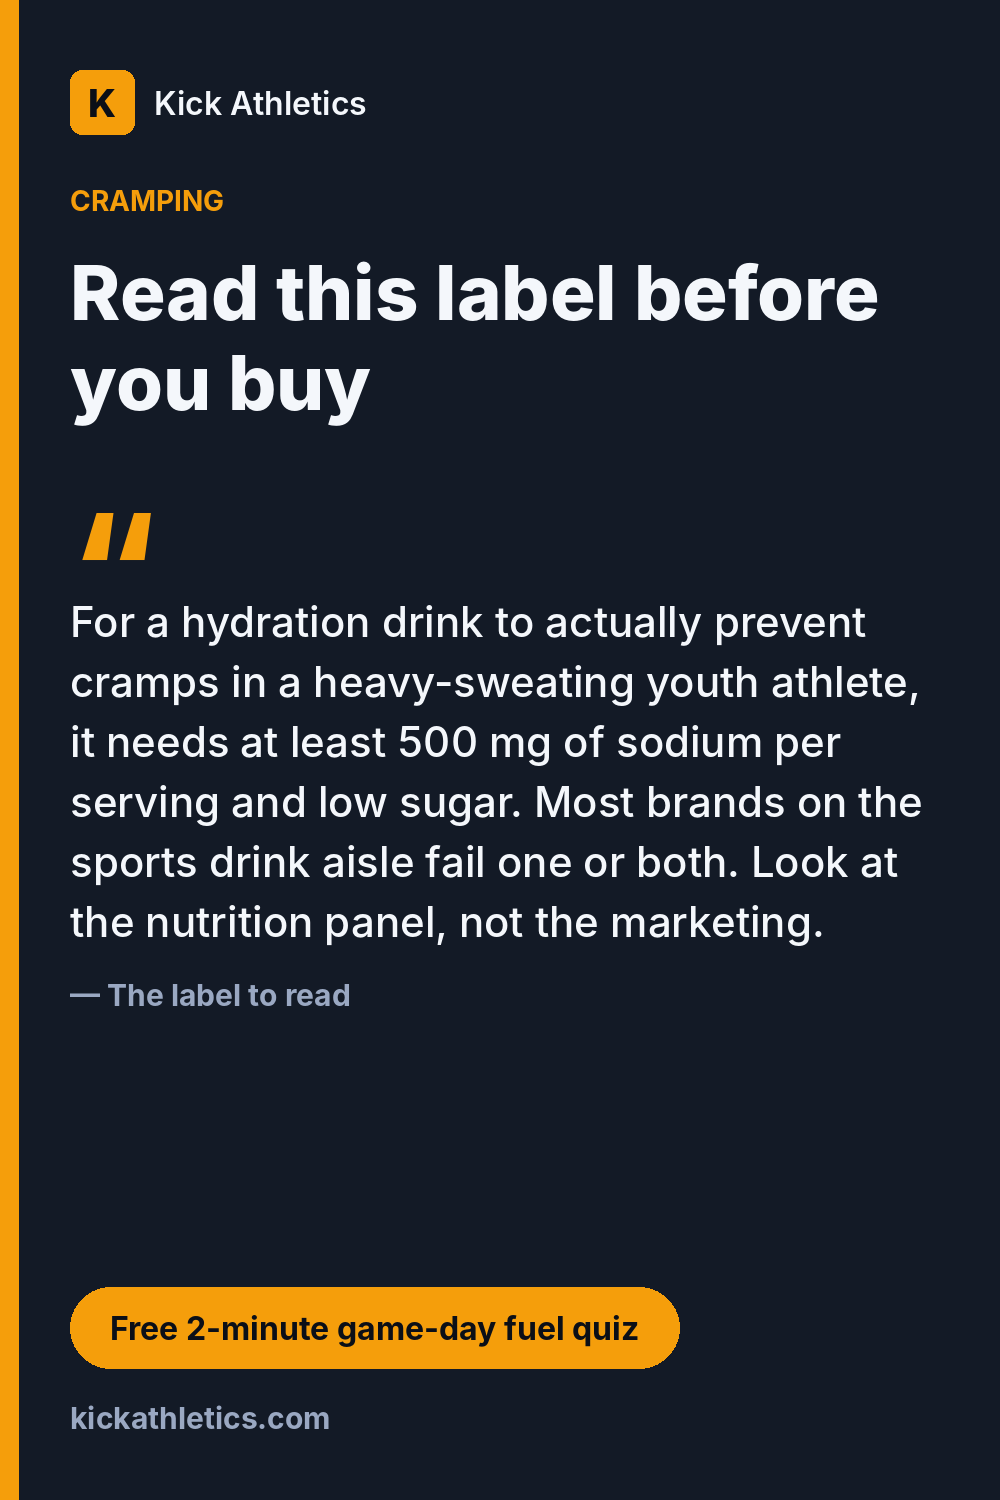 K
Kick Athletics
CRAMPING
Read this label before
you buy
"
For a hydration drink to actually prevent
cramps in a heavy-sweating youth athlete,
it needs at least 500 mg of sodium per
serving and low sugar. Most brands on the
sports drink aisle fail one or both. Look at
the nutrition panel, not the marketing.
— The label to read
Free 2-minute game-day fuel quiz
kickathletics.com